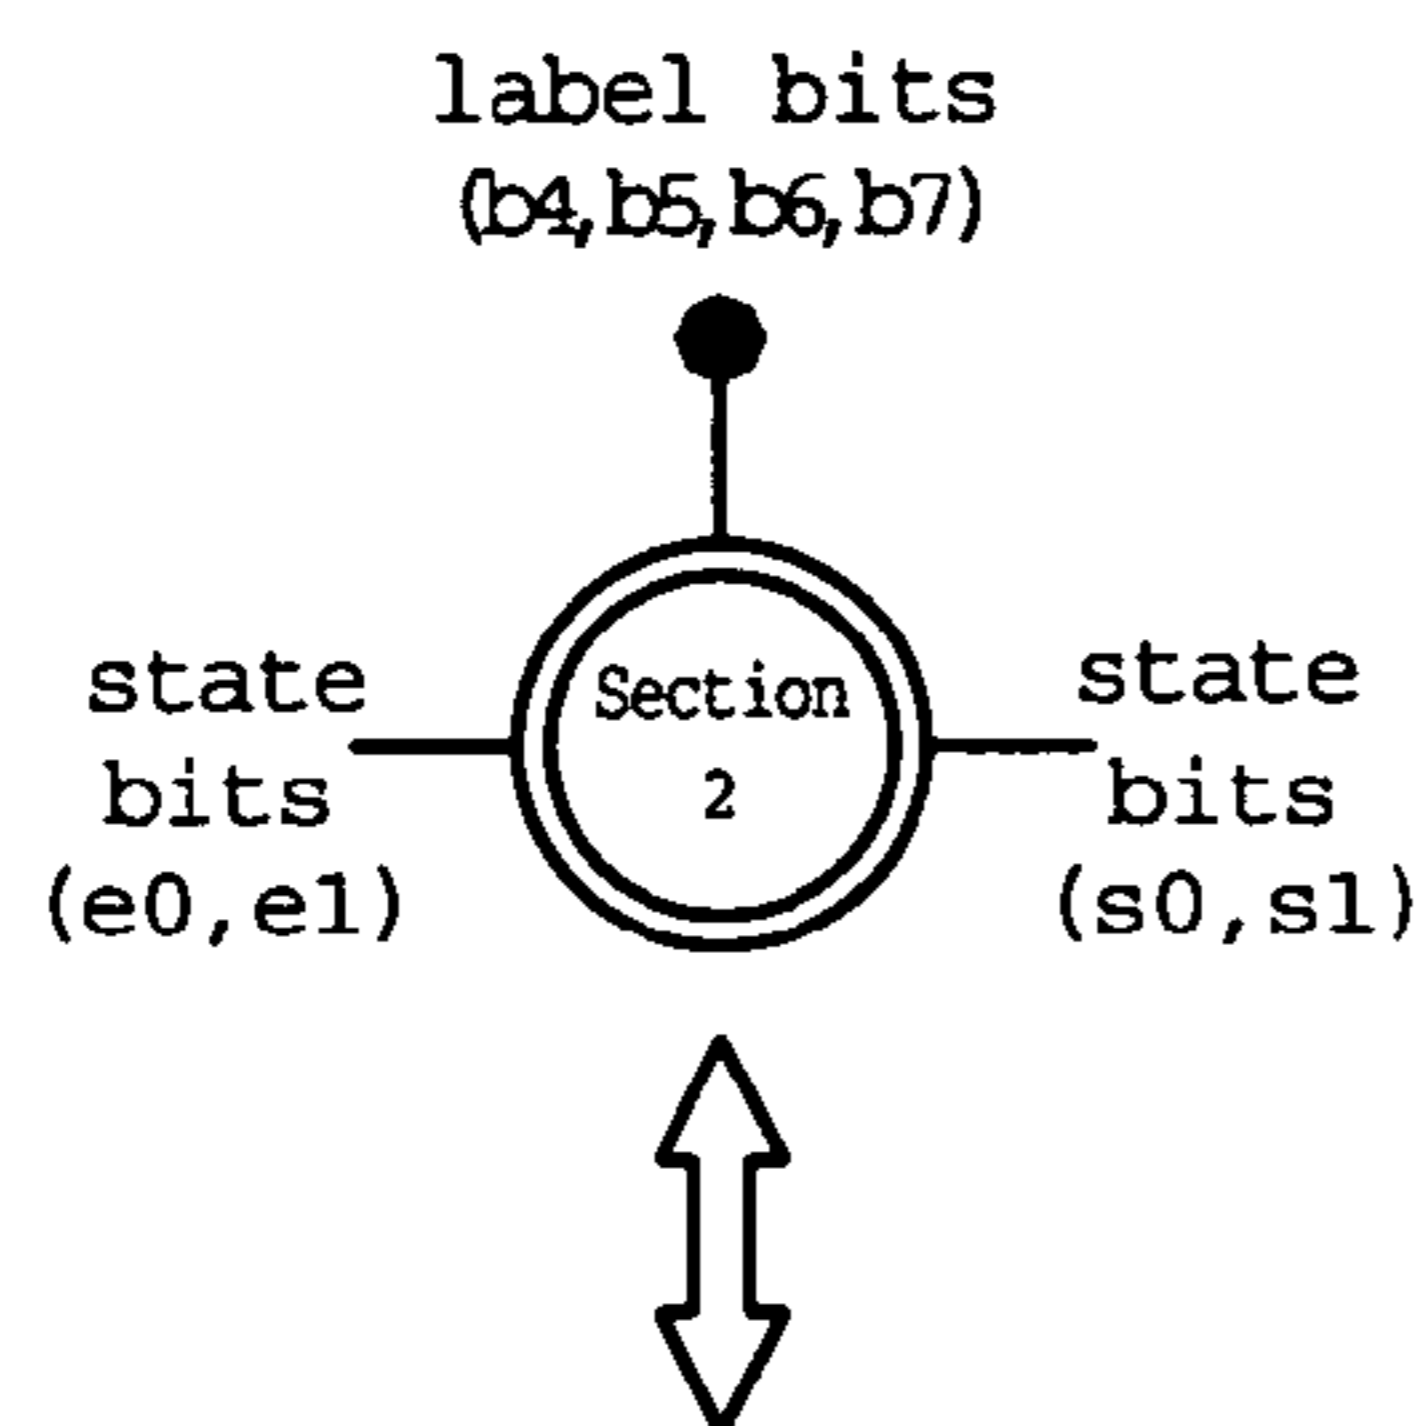 label bits
(b4,b5,b6,b7)
state
bits
(e0,e1)
Section
2
state
bits
(s0,s1)